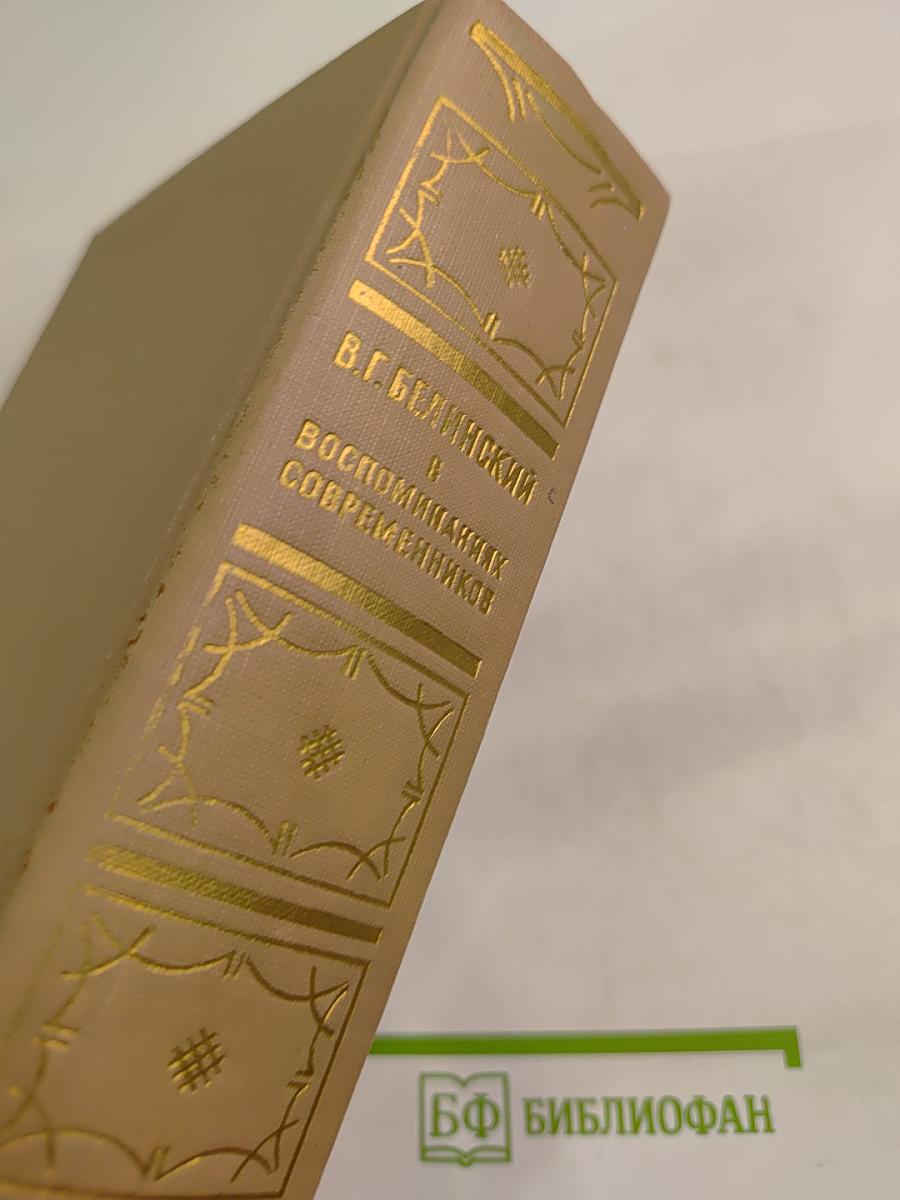 В.Г.БЕЛИНСКИЙ
В
ВОСПОМИНАНИЯХ
СОВРЕМЕННИКОВ
БФ БИБЛИОФАН